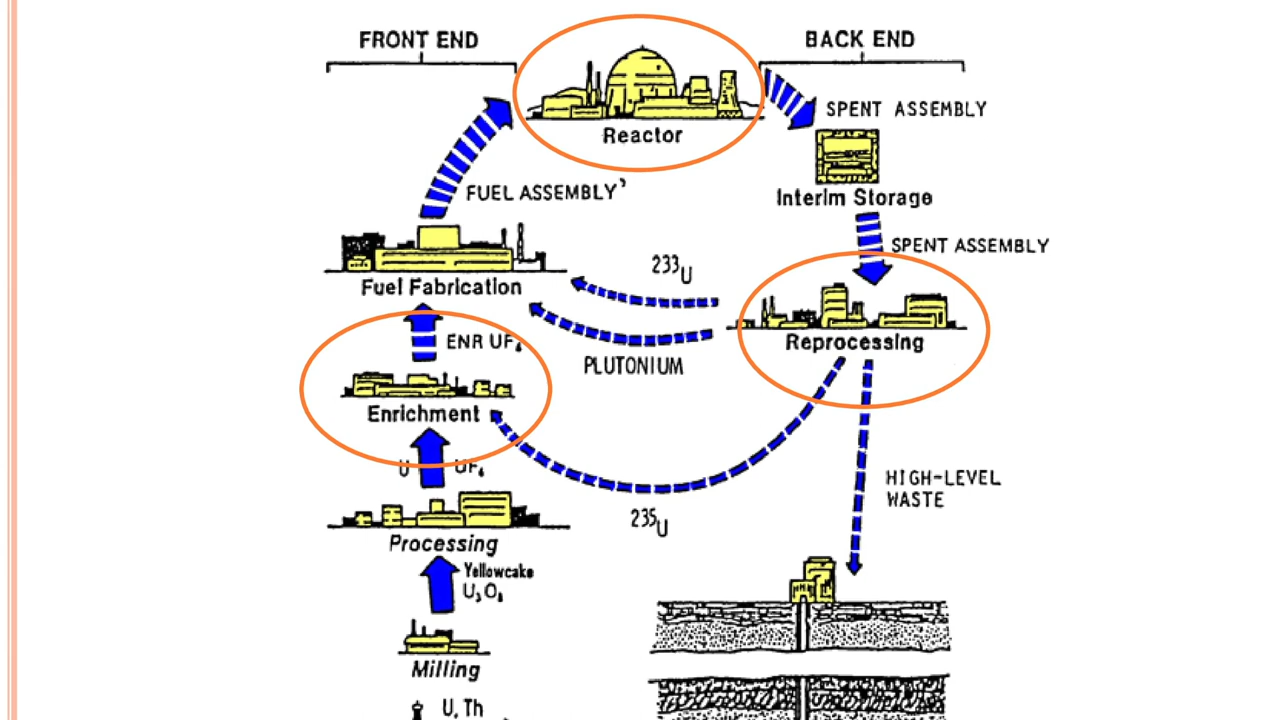 FRONT END
BACK END
Reactor
SPENT ASSEMBLY
Interim Storage
FUEL ASSEMBLY'
SPENT ASSEMBLY
Fuel Fabrication
233U
PLUTONIUM
Reprocessing
ENR UF6
Enrichment
U UF6
HIGH-LEVEL
WASTE
235U
Processing
Yellowcake
U3O8
Milling
U, Th